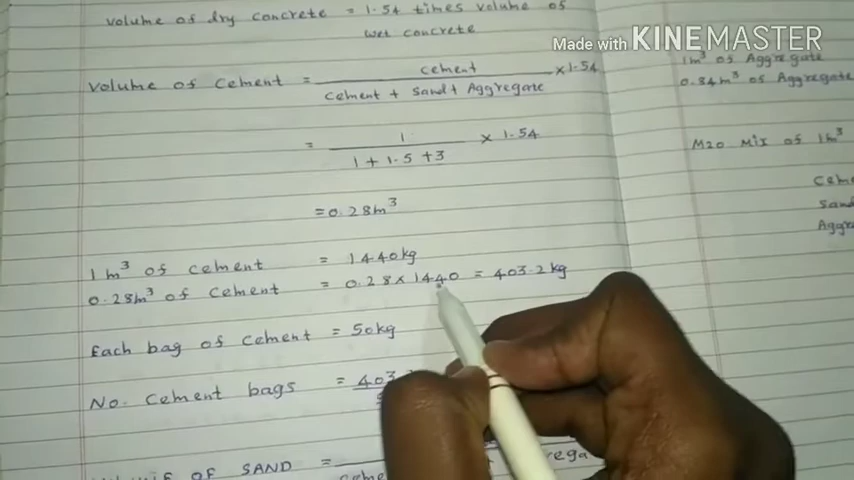 volume of dry concrete = 1.54 times volume of
wet concrete
Made with KINEMASTER
volume of cement = cement / cement + sand + Aggregate × 1.54
= 1 / 1 + 1.5 + 3 × 1.54
= 0.28m³
1m³ of cement = 1440kg
0.28m³ of cement = 0.28 × 1440 = 403.2 kg
Each bag of cement = 50kg
No. cement bags = 403
OF SAND =
1m³ of Aggregate
0.84m³ of Aggregate
M20 Mix of 1m³